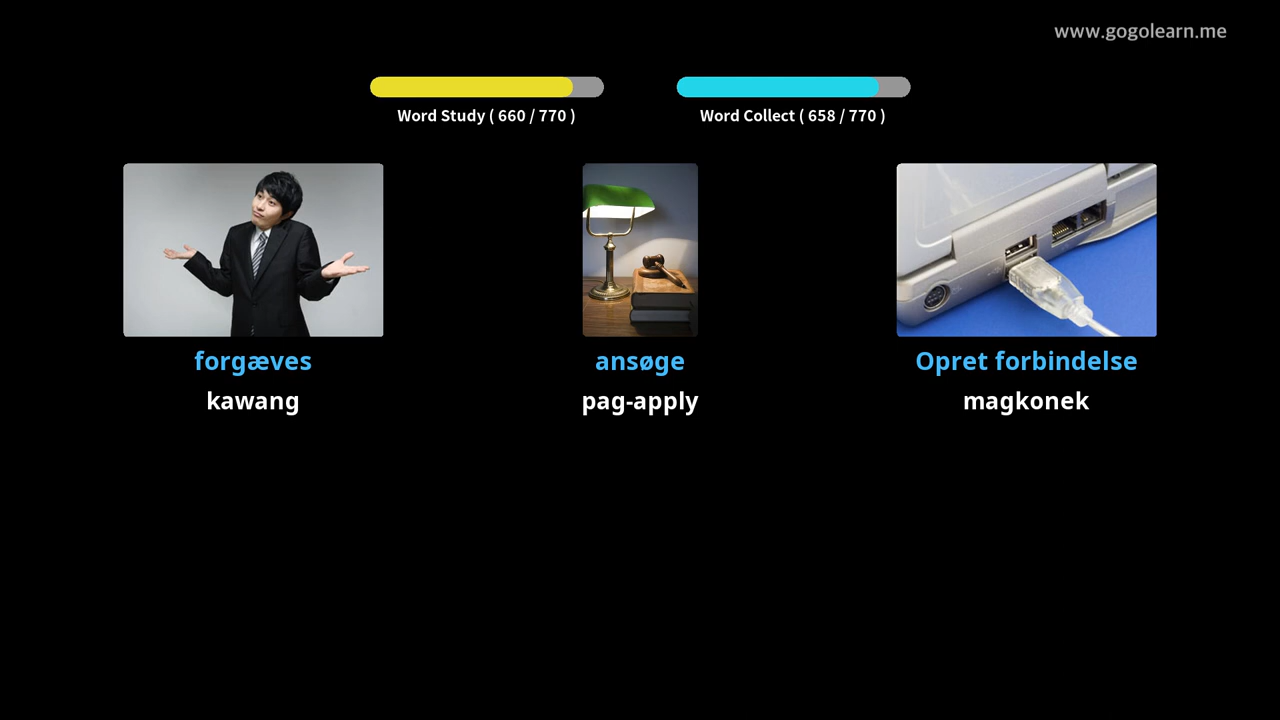 www.gogolearn.me
Word Study ( 660 / 770 )
Word Collect ( 658 / 770 )
forgæves
kawang
ansøge
pag-apply
Opret forbindelse
magkonek